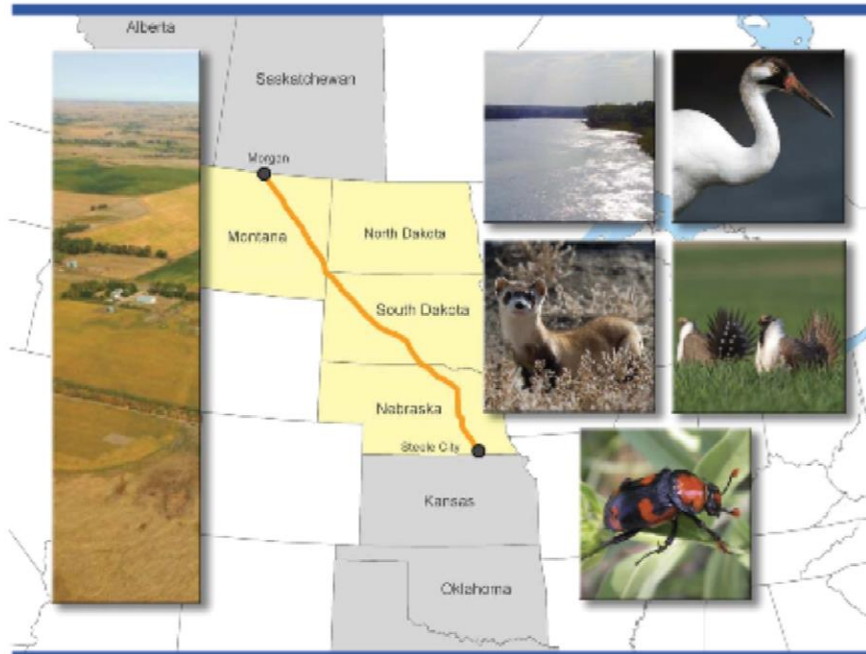 Alberta
Saskatchewan
Morgan
Montana
North Dakota
South Dakota
Nebraska
Steele City
Kansas
Oklahoma